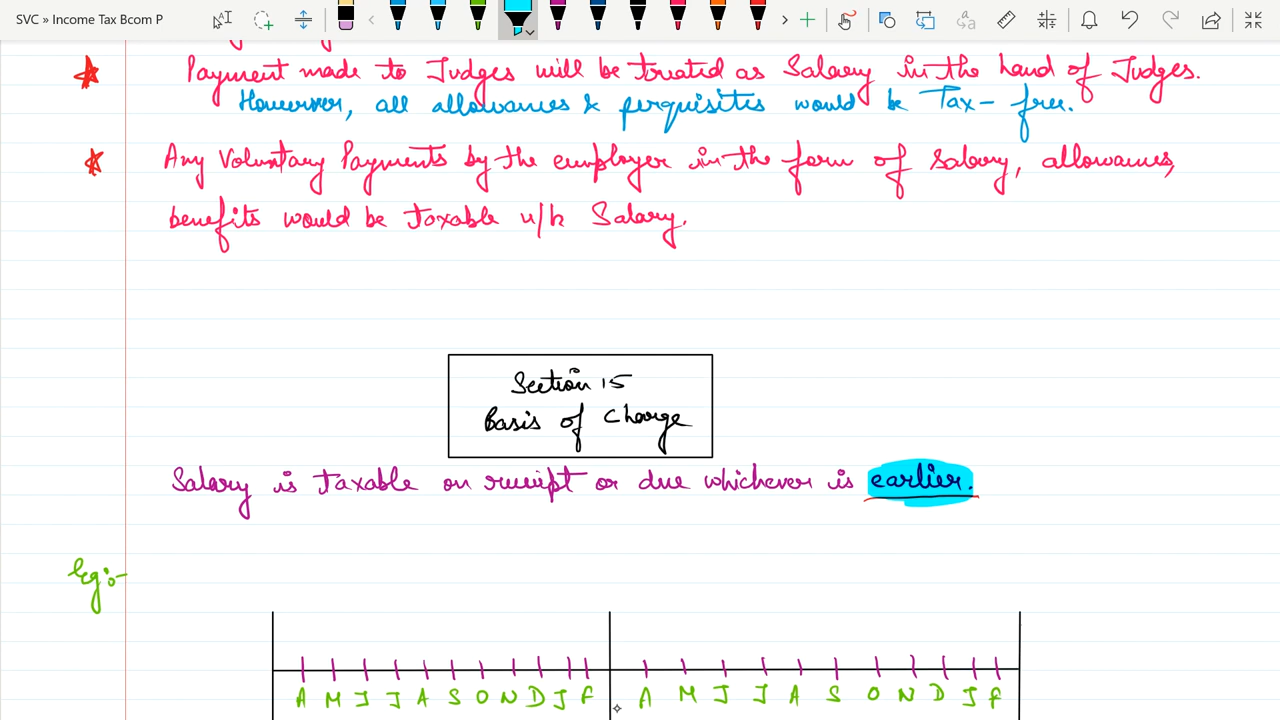 SVC » Income Tax Bcom P
Payment made to Judges will be treated as Salary in the hand of Judges.
However, all allowances & perquisites would be Tax-free.
Any Voluntary Payments by the employer in the form of salary, allowances,
benefits would be taxable u/h Salary.
Section 15
Basis of Charge
Salary is taxable on receipt or due whichever is earlier.
Eg:-
A M J J A S O N D J F A M J J A S O N D J F